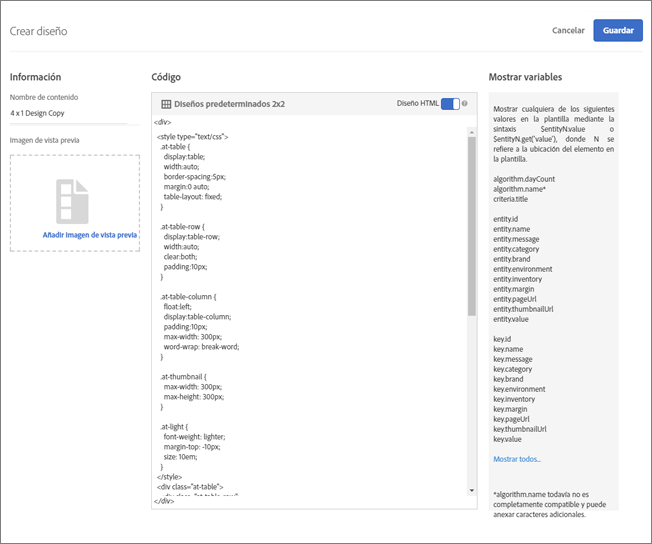 Crear diseño
Cancelar
Guardar
Información
Nombre de contenido
4 x 1 Design Copy
Imagen de vista previa
Añadir imagen de vista previa
Código
Diseños predeterminados 2x2
Diseño HTML
<div>
<style type="text/css">
.at-table {
display:table;
width:auto;
border-spacing:5px;
margin:0 auto;
table-layout: fixed;
}
.at-table-row {
display:table-row;
width:auto;
clear:both;
padding:10px;
}
.at-table-column {
float:left;
display:table-column;
padding:10px;
max-width: 300px;
word-wrap: break-word;
}
.at-thumbnail {
max-width: 300px;
max-height: 300px;
}
.at-light {
font-weight: lighter;
margin-top: -10px;
size: 10em;
}
</style>
<div class="at-table">
<div class="at-table-row">
</div>
Mostrar variables
Mostrar cualquiera de los siguientes
valores en la plantilla mediante la
sintaxis $entityN.value o
$entityN.get('value'), donde N se
refiere a la ubicación del elemento en
la plantilla.
algorithm.dayCount
algorithm.name*
criteria.title
entity.id
entity.name
entity.message
entity.category
entity.brand
entity.environment
entity.inventory
entity.margin
entity.pageUrl
entity.thumbnailUrl
entity.value
key.id
key.name
key.message
key.category
key.brand
key.environment
key.inventory
key.margin
key.pageUrl
key.thumbnailUrl
key.value
Mostrar todos...
*algorithm.name todavía no es
completamente compatible y puede
anexar caracteres adicionales.